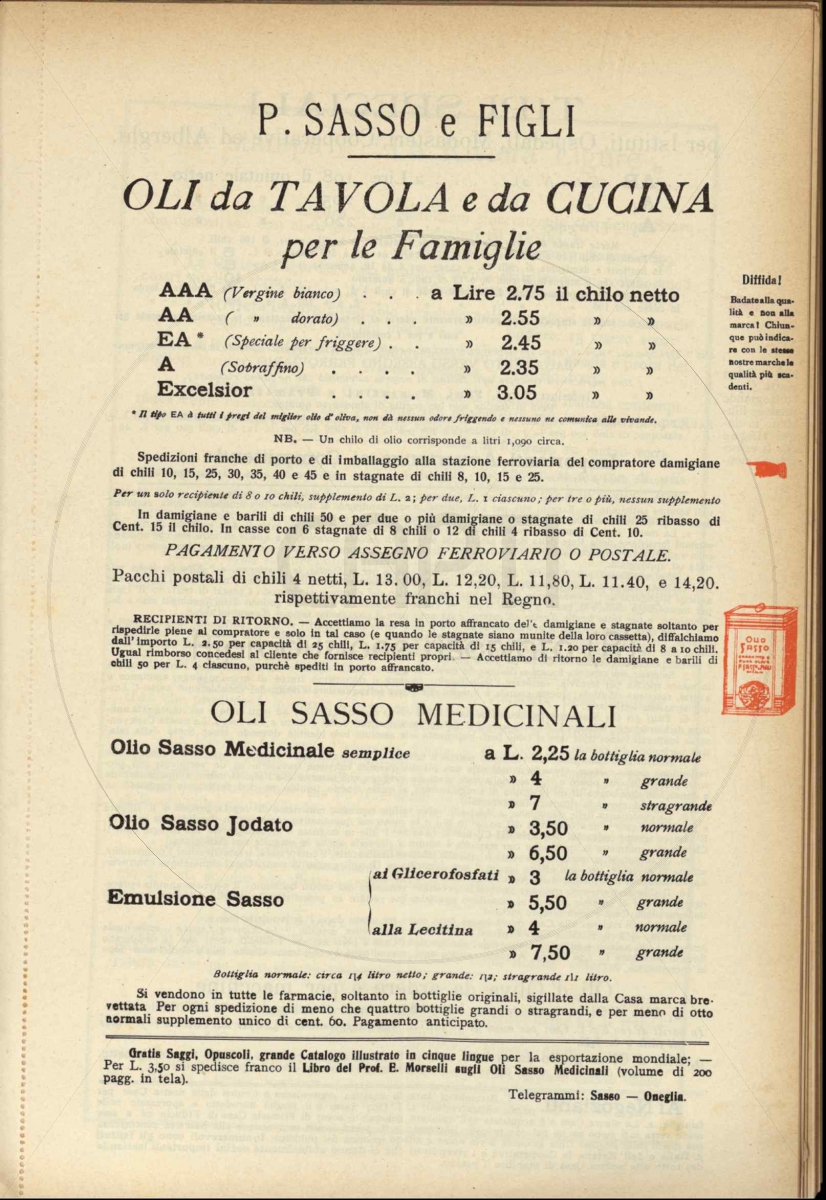 P. SASSO e FIGLI
OLI da TAVOLA e da CUCINA
per le Famiglie
AAA (Vergine bianco) . . . a Lire 2.75 il chilo netto
AA ( „ dorato) . . . » 2.55 » »
EA * (Speciale per friggere) . . » 2.45 » »
A (Sopraffino) . . . . » 2.35 » »
Excelsior . . . . » 3.05 » »
* Il tipo EA à tutti i pregi del miglior olio d'oliva, non dà nessun odore friggendo e nessuno ne comunica alle vivande.
NB. — Un chilo di olio corrisponde a litri 1,090 circa.
Spedizioni franche di porto e di imballaggio alla stazione ferroviaria del compratore damigiane
di chili 10, 15, 25, 30, 35, 40 e 45 e in stagnate di chili 8, 10, 15 e 25.
Per un solo recipiente di 8 o 10 chili, supplemento di L. 2; per due, L. 1 ciascuno; per tre o più, nessun supplemento
In damigiane e barili di chili 50 e per due o più damigiane o stagnate di chili 25 ribasso di
Cent. 15 il chilo. In casse con 6 stagnate di 8 chili o 12 di chili 4 ribasso di Cent. 10.
PAGAMENTO VERSO ASSEGNO FERROVIARIO O POSTALE.
Pacchi postali di chili 4 netti, L. 13.00, L. 12,20, L. 11,80, L. 11.40, e 14,20.
rispettivamente franchi nel Regno.
RECIPIENTI DI RITORNO. — Accettiamo la resa in porto affrancato delle damigiane e stagnate soltanto per
rispedirle piene al compratore e solo in tal caso (e quando le stagnate siano munite della loro cassetta), diffalchiamo
dall'importo L. 2.50 per capacità di 25 chili, L. 1.75 per capacità di 15 chili, e L. 1.20 per capacità di 8 a 10 chili.
Ugual rimborso concedesi al cliente che fornisce recipienti propri. — Accettiamo di ritorno le damigiane e barili di
chili 50 per L. 4 ciascuno, purchè spediti in porto affrancato.
Diffida!
Badate alla qua-
lità e non alla
marca! Chiun-
que può indica-
re con le stesse
nostre marche le
qualità più sca-
denti.
OLIO
SASSO
OLI SASSO MEDICINALI
Olio Sasso Medicinale semplice a L. 2,25 la bottiglia normale
» 4 „ grande
» 7 „ stragrande
Olio Sasso Jodato » 3,50 „ normale
» 6,50 „ grande
Emulsione Sasso ai Glicerofosfati » 3 la bottiglia normale
» 5,50 „ grande
alla Lecitina » 4 „ normale
» 7,50 „ grande
Bottiglia normale: circa 1\4 litro netto; grande: 1\2; stragrande 1\1 litro.
Si vendono in tutte le farmacie, soltanto in bottiglie originali, sigillate dalla Casa marca bre-
vettata Per ogni spedizione di meno che quattro bottiglie grandi o stragrandi, e per meno di otto
normali supplemento unico di cent. 60. Pagamento anticipato.
Gratis Saggi, Opuscoli, grande Catalogo illustrato in cinque lingue per la esportazione mondiale; —
Per L. 3,50 si spedisce franco il Libro del Prof. E. Morselli sugli Oli Sasso Medicinali (volume di 200
pagg. in tela).
Telegrammi: Sasso — Oneglia.